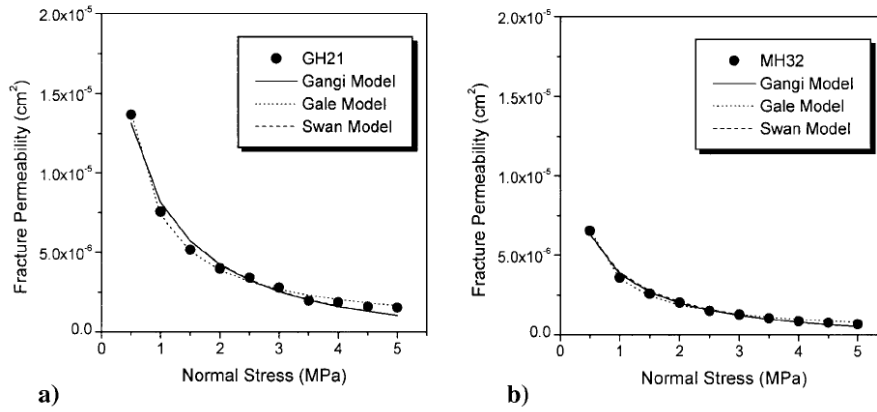 2.0x10⁻⁵
1.5x10⁻⁵
1.0x10⁻⁵
5.0x10⁻⁶
0.0
Fracture Permeability (cm²)
GH21
Gangi Model
Gale Model
Swan Model
0 1 2 3 4 5
Normal Stress (MPa)
a)
2.0x10⁻⁵
1.5x10⁻⁵
1.0x10⁻⁵
5.0x10⁻⁶
0.0
Fracture Permeability (cm²)
MH32
Gangi Model
Gale Model
Swan Model
0 1 2 3 4 5
Normal Stress (MPa)
b)